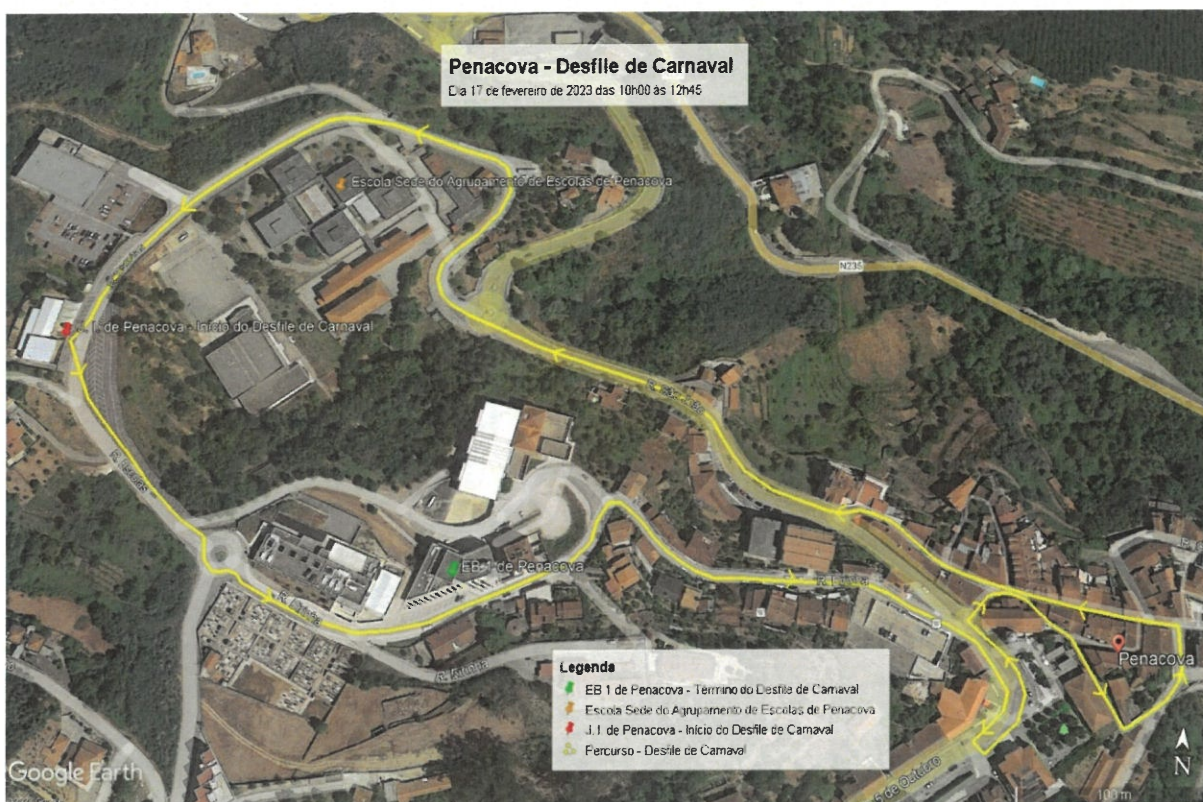 Penacova - Desfile de Carnaval
Dia 17 de fevereiro de 2023 das 10h00 às 12h45
Escola Sede do Agrupamento de Escolas de Penacova
N235
J.I. de Penacova - Início do Desfile de Carnaval
EB 1 de Penacova
Penacova
Legenda
EB 1 de Penacova - Término do Desfile de Carnaval
Escola Sede do Agrupamento de Escolas de Penacova
J.I de Penacova - Início do Desfile de Carnaval
Percurso - Desfile de Carnaval
5 de Outubro
Google Earth
N
100 m